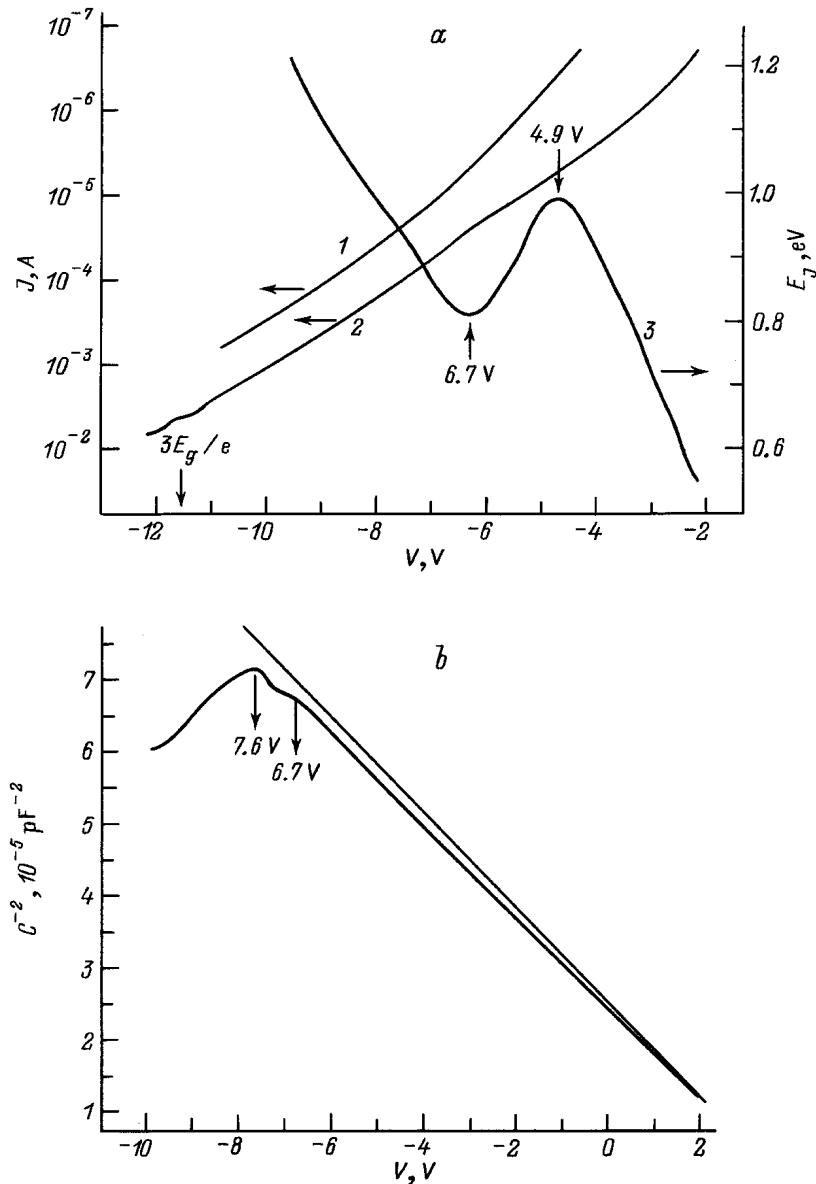 a
10⁻⁷
10⁻⁶
10⁻⁵
10⁻⁴
10⁻³
10⁻²
J, A
1.2
1.0
0.8
0.6
E_J, eV
4.9 V
1
2
3
6.7 V
3E_g/e
-12
-10
-8
-6
-4
-2
V, V
b
7
6
5
4
3
2
1
C⁻², 10⁻⁵ pF⁻²
7.6 V
6.7 V
-10
-8
-6
-4
-2
0
2
V, V